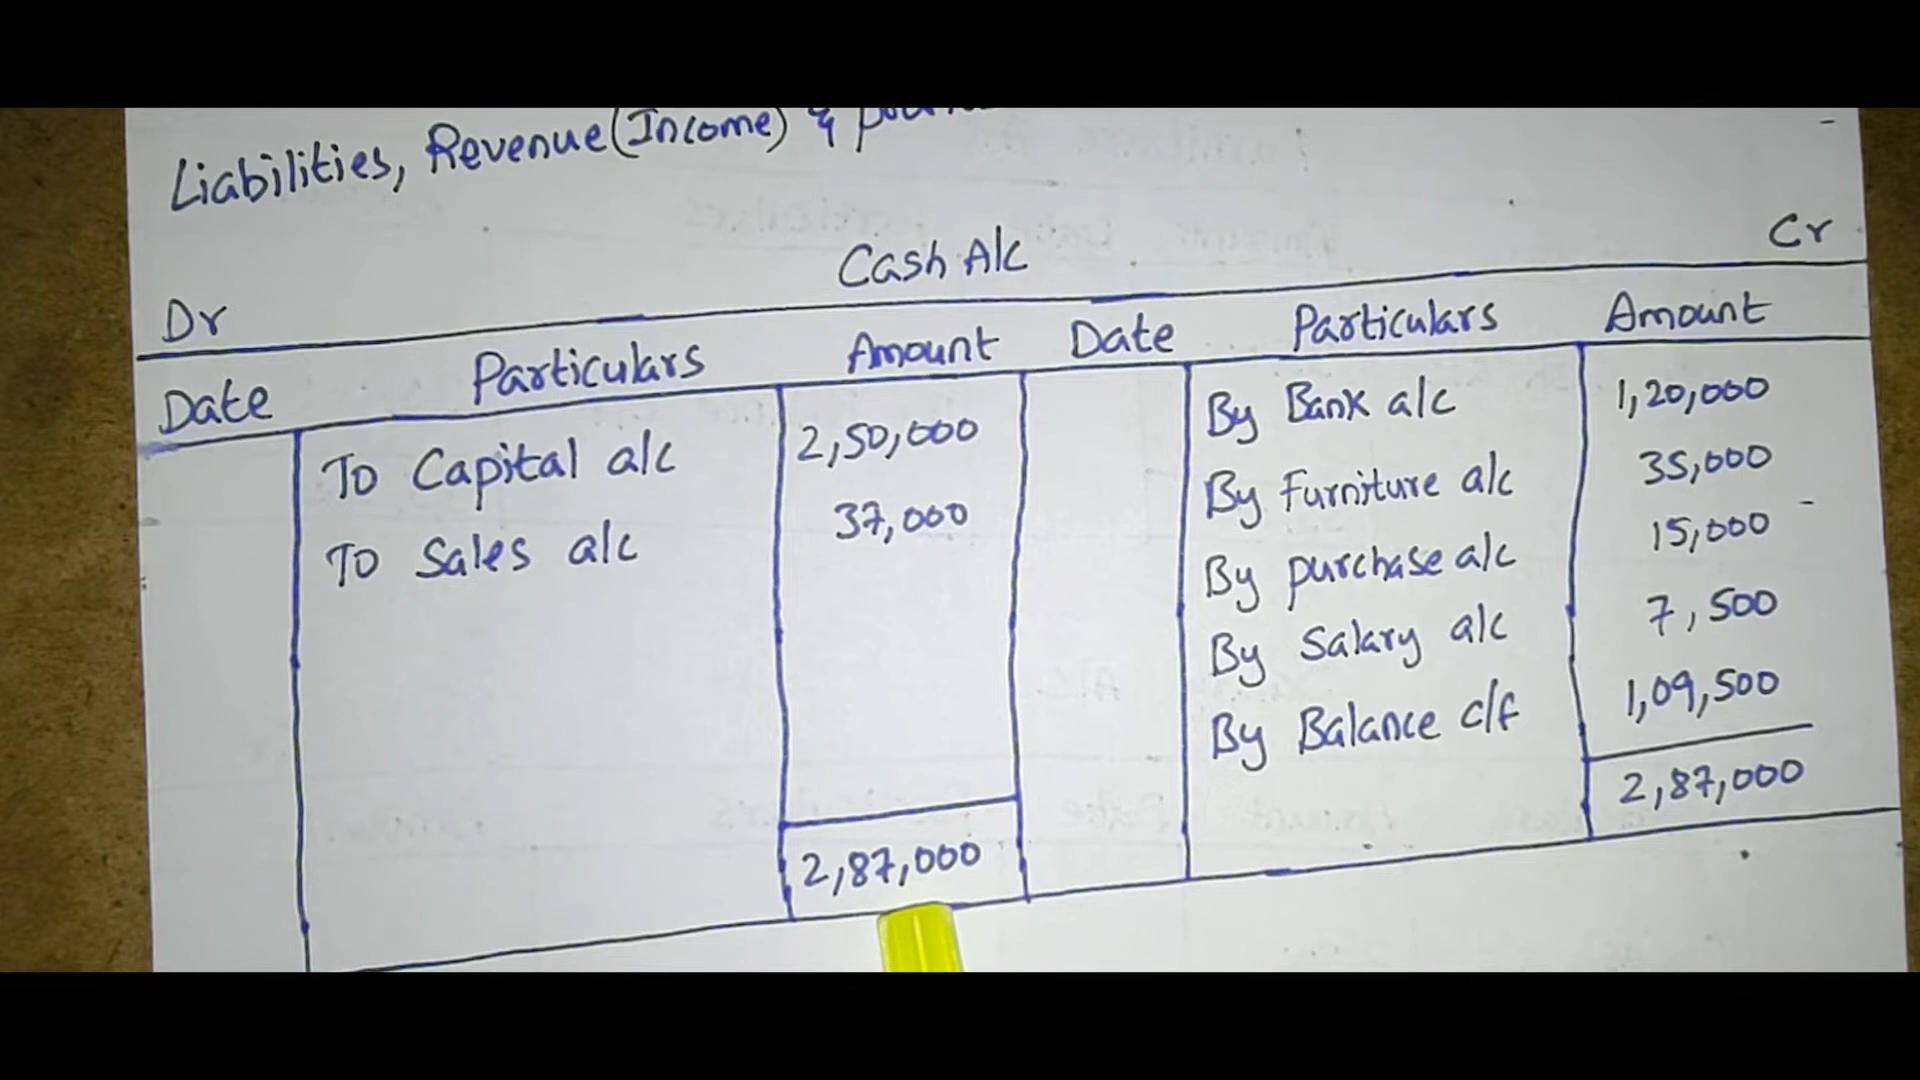 Liabilities, Revenue(Income) &
Cash A/c
Dr Cr
Date Particulars Amount Date Particulars Amount
To Capital a/c 2,50,000 By Bank a/c 1,20,000
To Sales a/c 37,000 By Furniture a/c 35,000
By purchase a/c 15,000
By Salary a/c 7,500
By Balance c/f 1,09,500
2,87,000 2,87,000